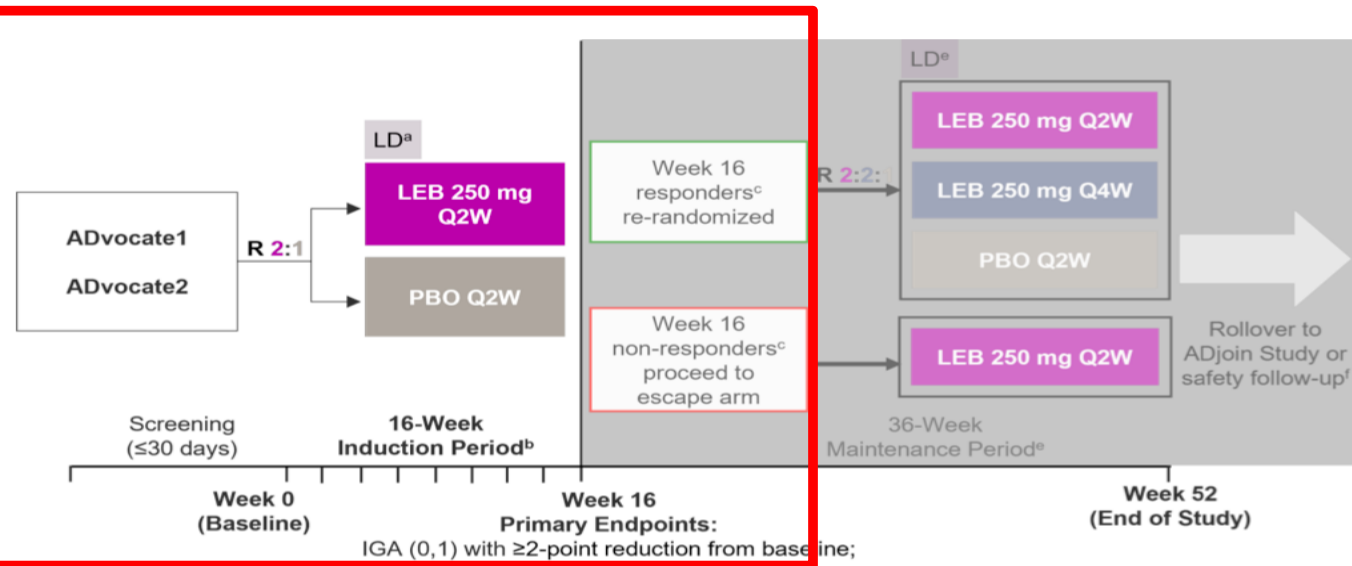 LDᵉ
LEB 250 mg Q2W
LDᵃ
Week 16
responders ᶜ
re-randomized
R 2:2:
LEB 250 mg
Q2W
LEB 250 mg Q4W
ADvocate1
R 2:1
ADvocate2
PBO Q2W
PBO Q2W
Week 16
non-respondersᶜ
proceed to
escape arm
LEB 250 mg Q2W
Rollover to
ADjoin Study or
safety follow-upᶠ
Screening
(≤30 days)
16-Week
Induction Periodᵇ
36-Week
Maintenance Periodᵉ
Week 0
(Baseline)
Week 16
Primary Endpoints:
IGA (0,1) with ≥2-point reduction from baseline;
Week 52
(End of Study)